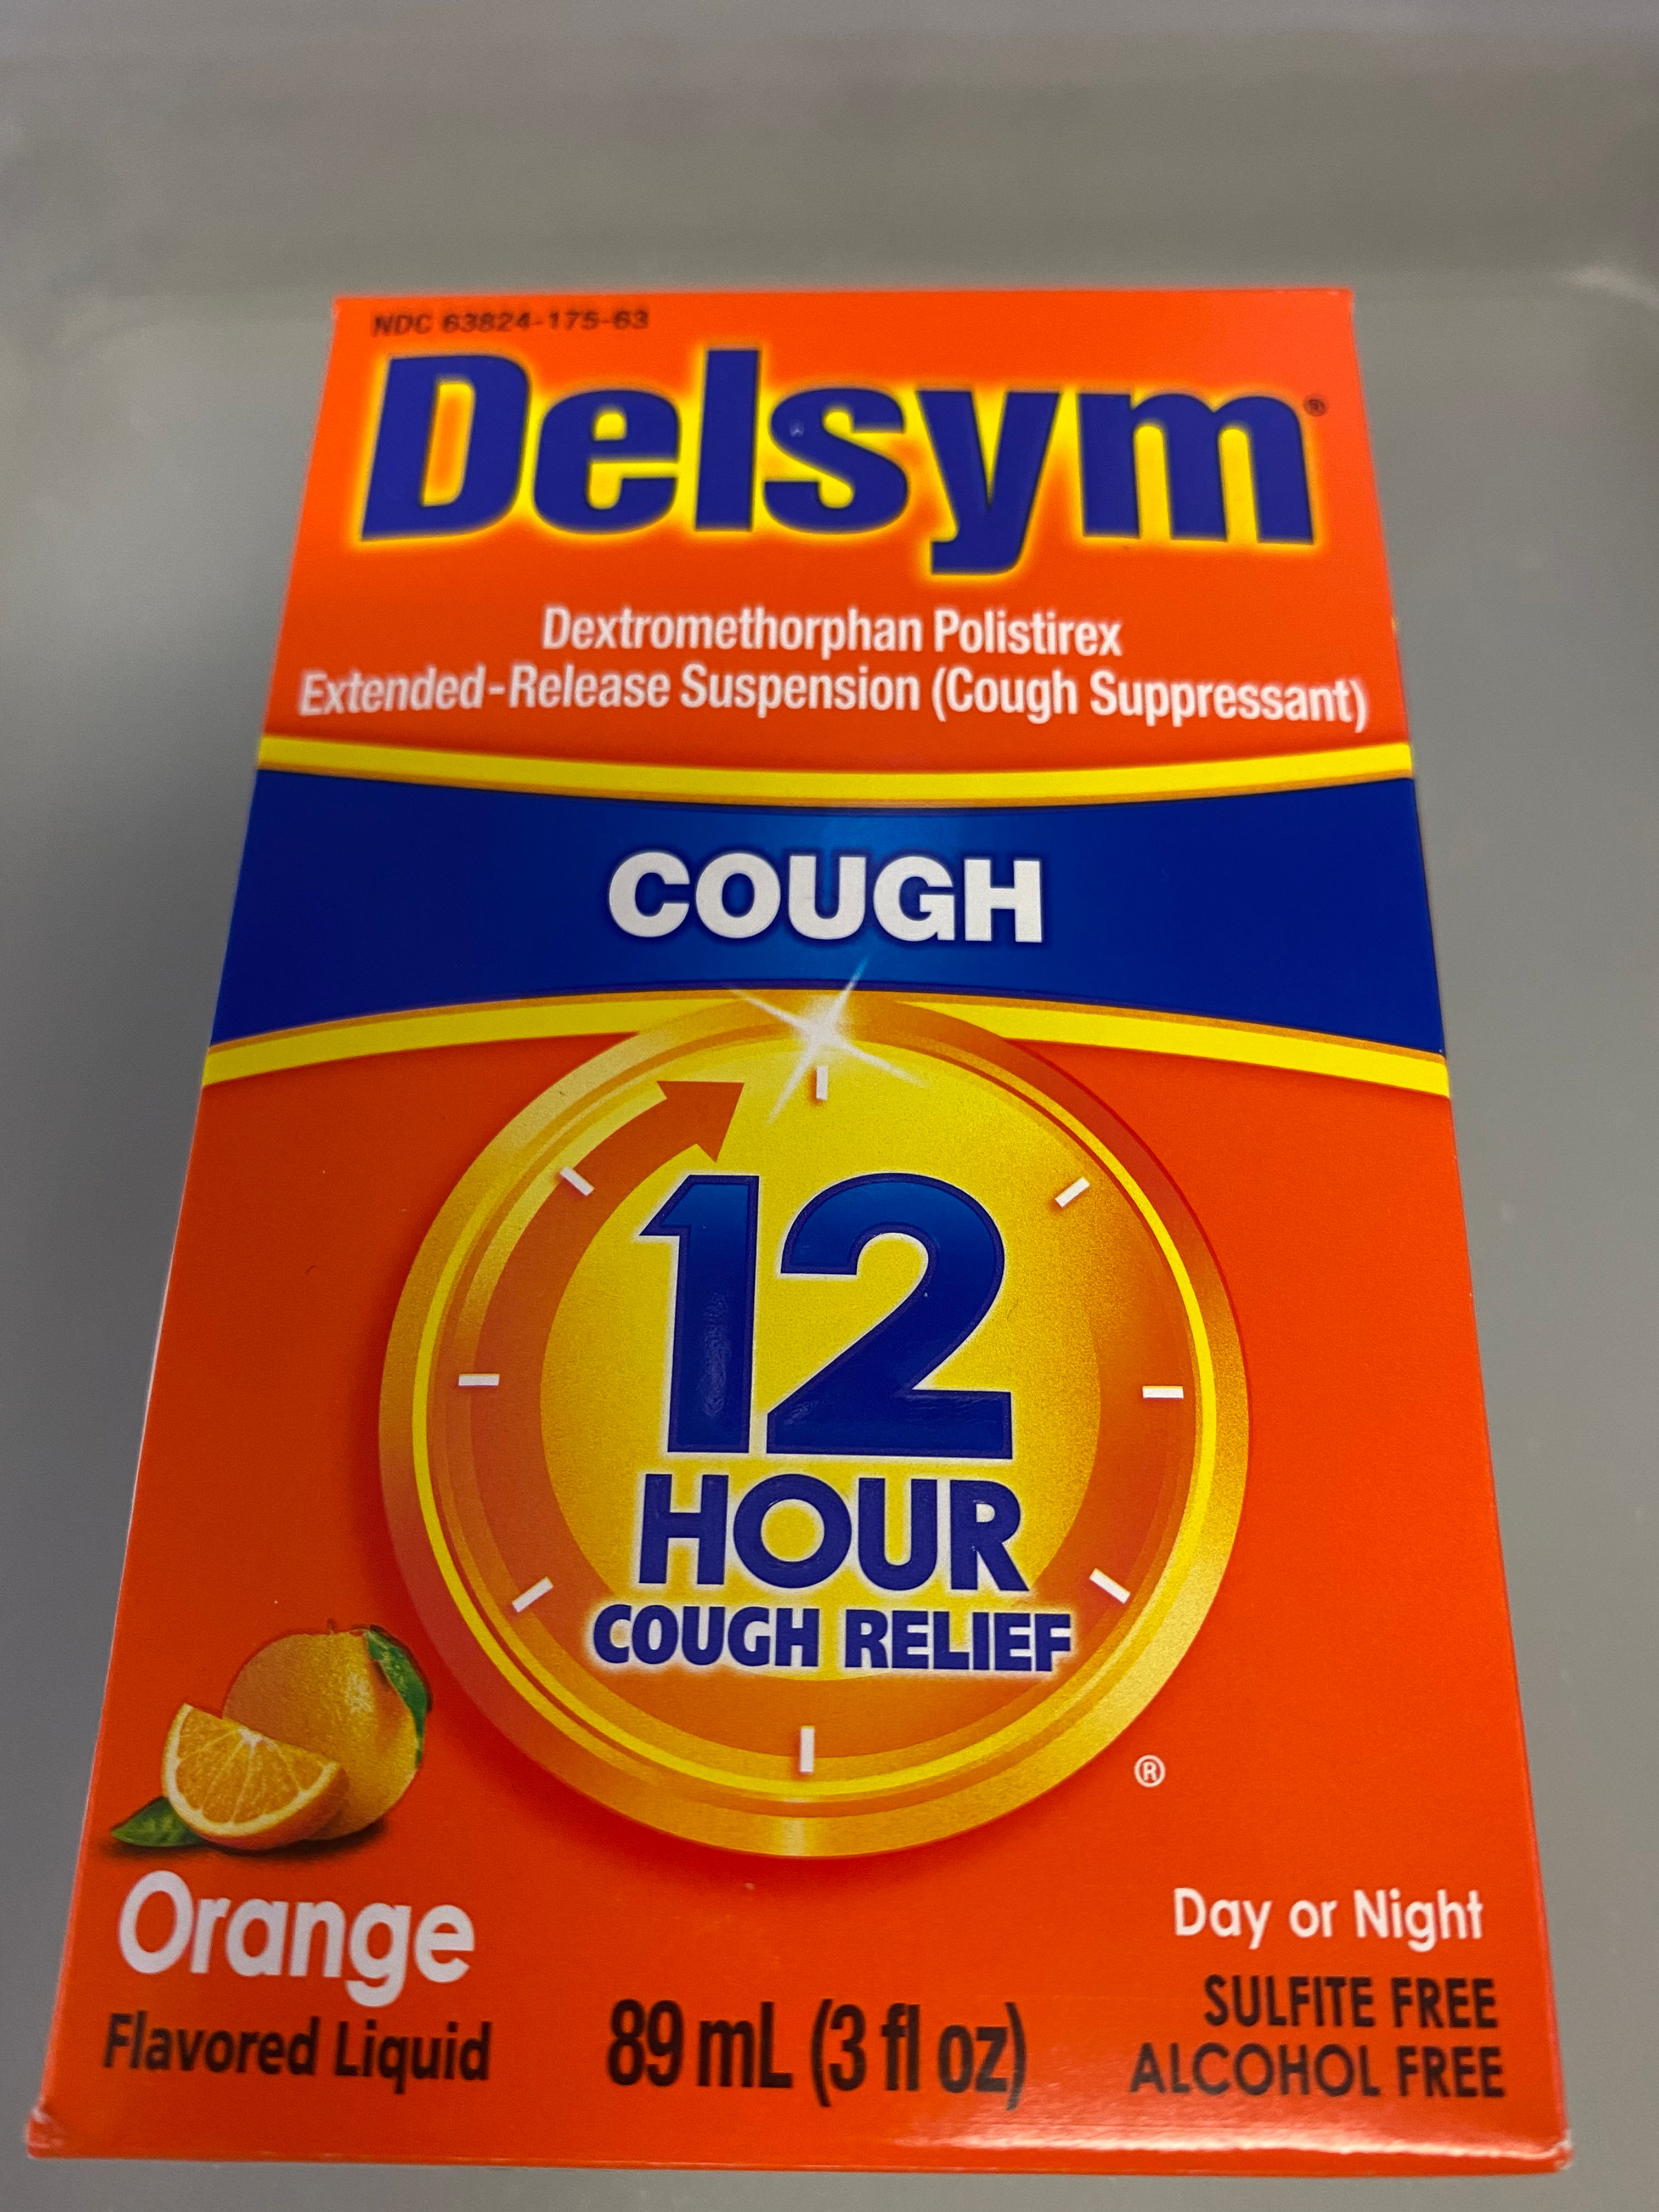 NDC 63824-175-63
Delsym®
Dextromethorphan Polistirex
Extended-Release Suspension (Cough Suppressant)
COUGH
12
HOUR
COUGH RELIEF
®
Orange
Flavored Liquid
89 mL (3 fl oz)
Day or Night
SULFITE FREE
ALCOHOL FREE